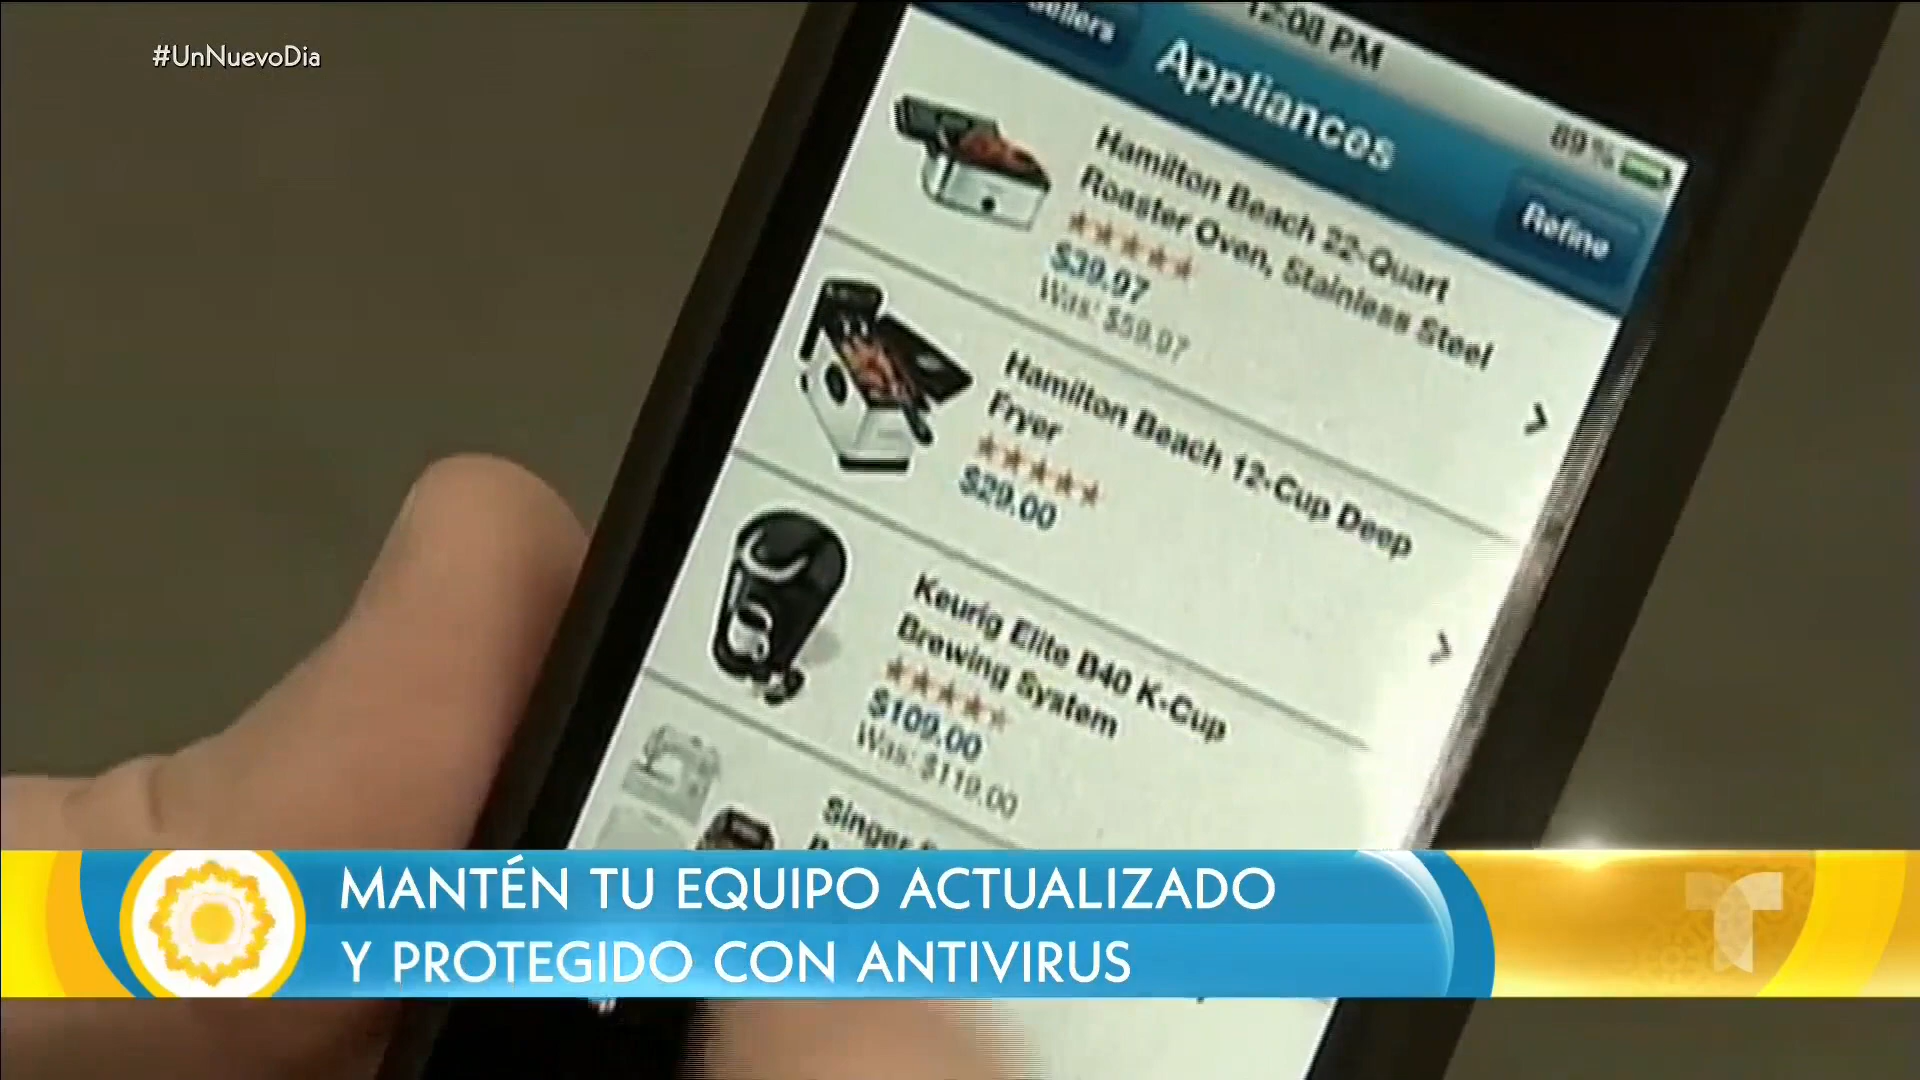 #UnNuevoDia
12:08 PM
89%
Sellers
Appliances
Refine
Hamilton Beach 22-Quart
Roaster Oven, Stainless Steel
$39.97
Was: $59.97
Hamilton Beach 12-Cup Deep
Fryer
$29.00
Keurig Elite B40 K-Cup
Brewing System
$109.00
Was: $119.00
Singer
MANTÉN TU EQUIPO ACTUALIZADO
Y PROTEGIDO CON ANTIVIRUS